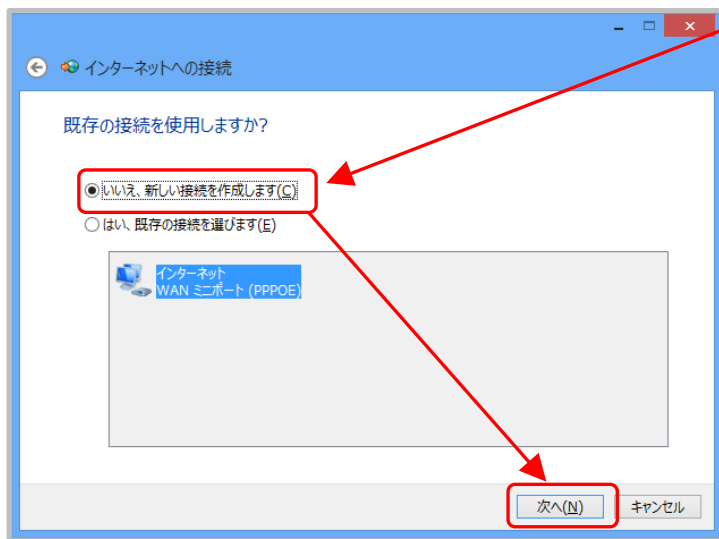 インターネットへの接続
既存の接続を使用しますか?
いいえ、新しい接続を作成します(C)
はい、既存の接続を選びます(E)
インターネット
WAN ミニポート (PPPOE)
次へ(N)
キャンセル